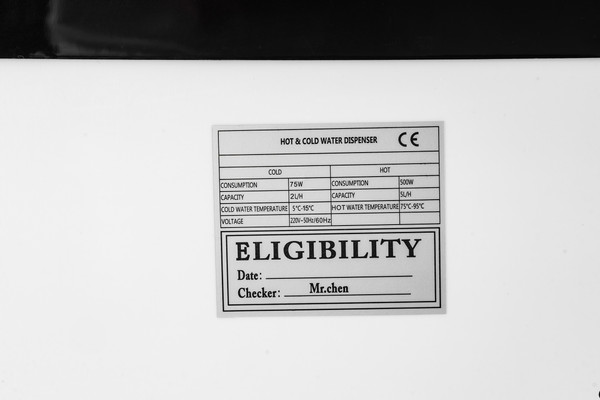 HOT & COLD WATER DISPENSER CE
COLD HOT
CONSUMPTION 75W CONSUMPTION 500W
CAPACITY 2L/H CAPACITY 5L/H
COLD WATER TEMPERATURE 5°C-15°C HOT WATER TEMPERATURE 75°C-95°C
VOLTAGE 220V~50Hz/60Hz
ELIGIBILITY
Date:
Checker: Mr.chen